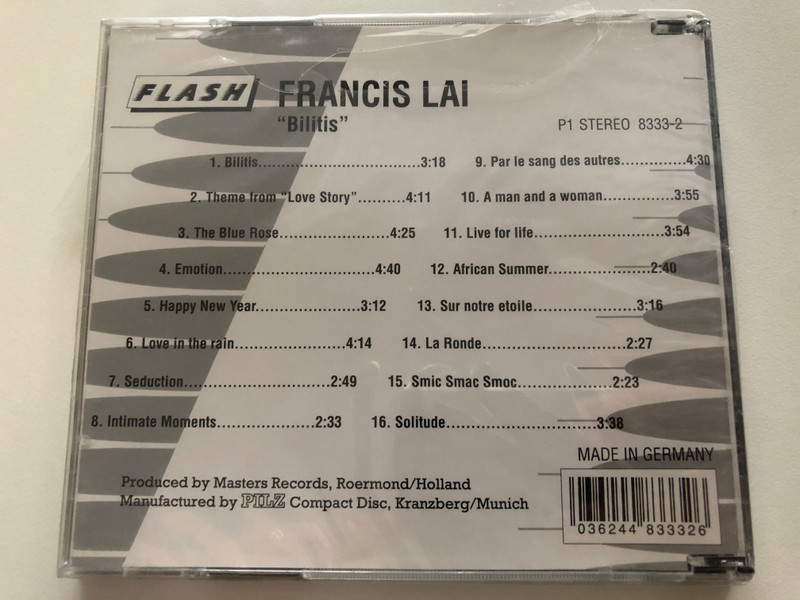 FLASH FRANCIS LAI
"Bilitis"
P1 STEREO 8333-2
1. Bilitis....................................3:18
2. Theme from "Love Story"..........4:11
3. The Blue Rose........................4:25
4. Emotion.................................4:40
5. Happy New Year......................3:12
6. Love in the rain........................4:14
7. Seduction................................2:49
8. Intimate Moments.....................2:33
9. Par le sang des autres..............4:30
10. A man and a woman...............3:55
11. Live for life............................3:54
12. African Summer.....................2:40
13. Sur notre etoile......................3:16
14. La Ronde..............................2:27
15. Smic Smac Smoc...................2:23
16. Solitude................................3:38
MADE IN GERMANY
Produced by Masters Records, Roermond/Holland
Manufactured by PILZ Compact Disc, Kranzberg/Munich
036244 833326